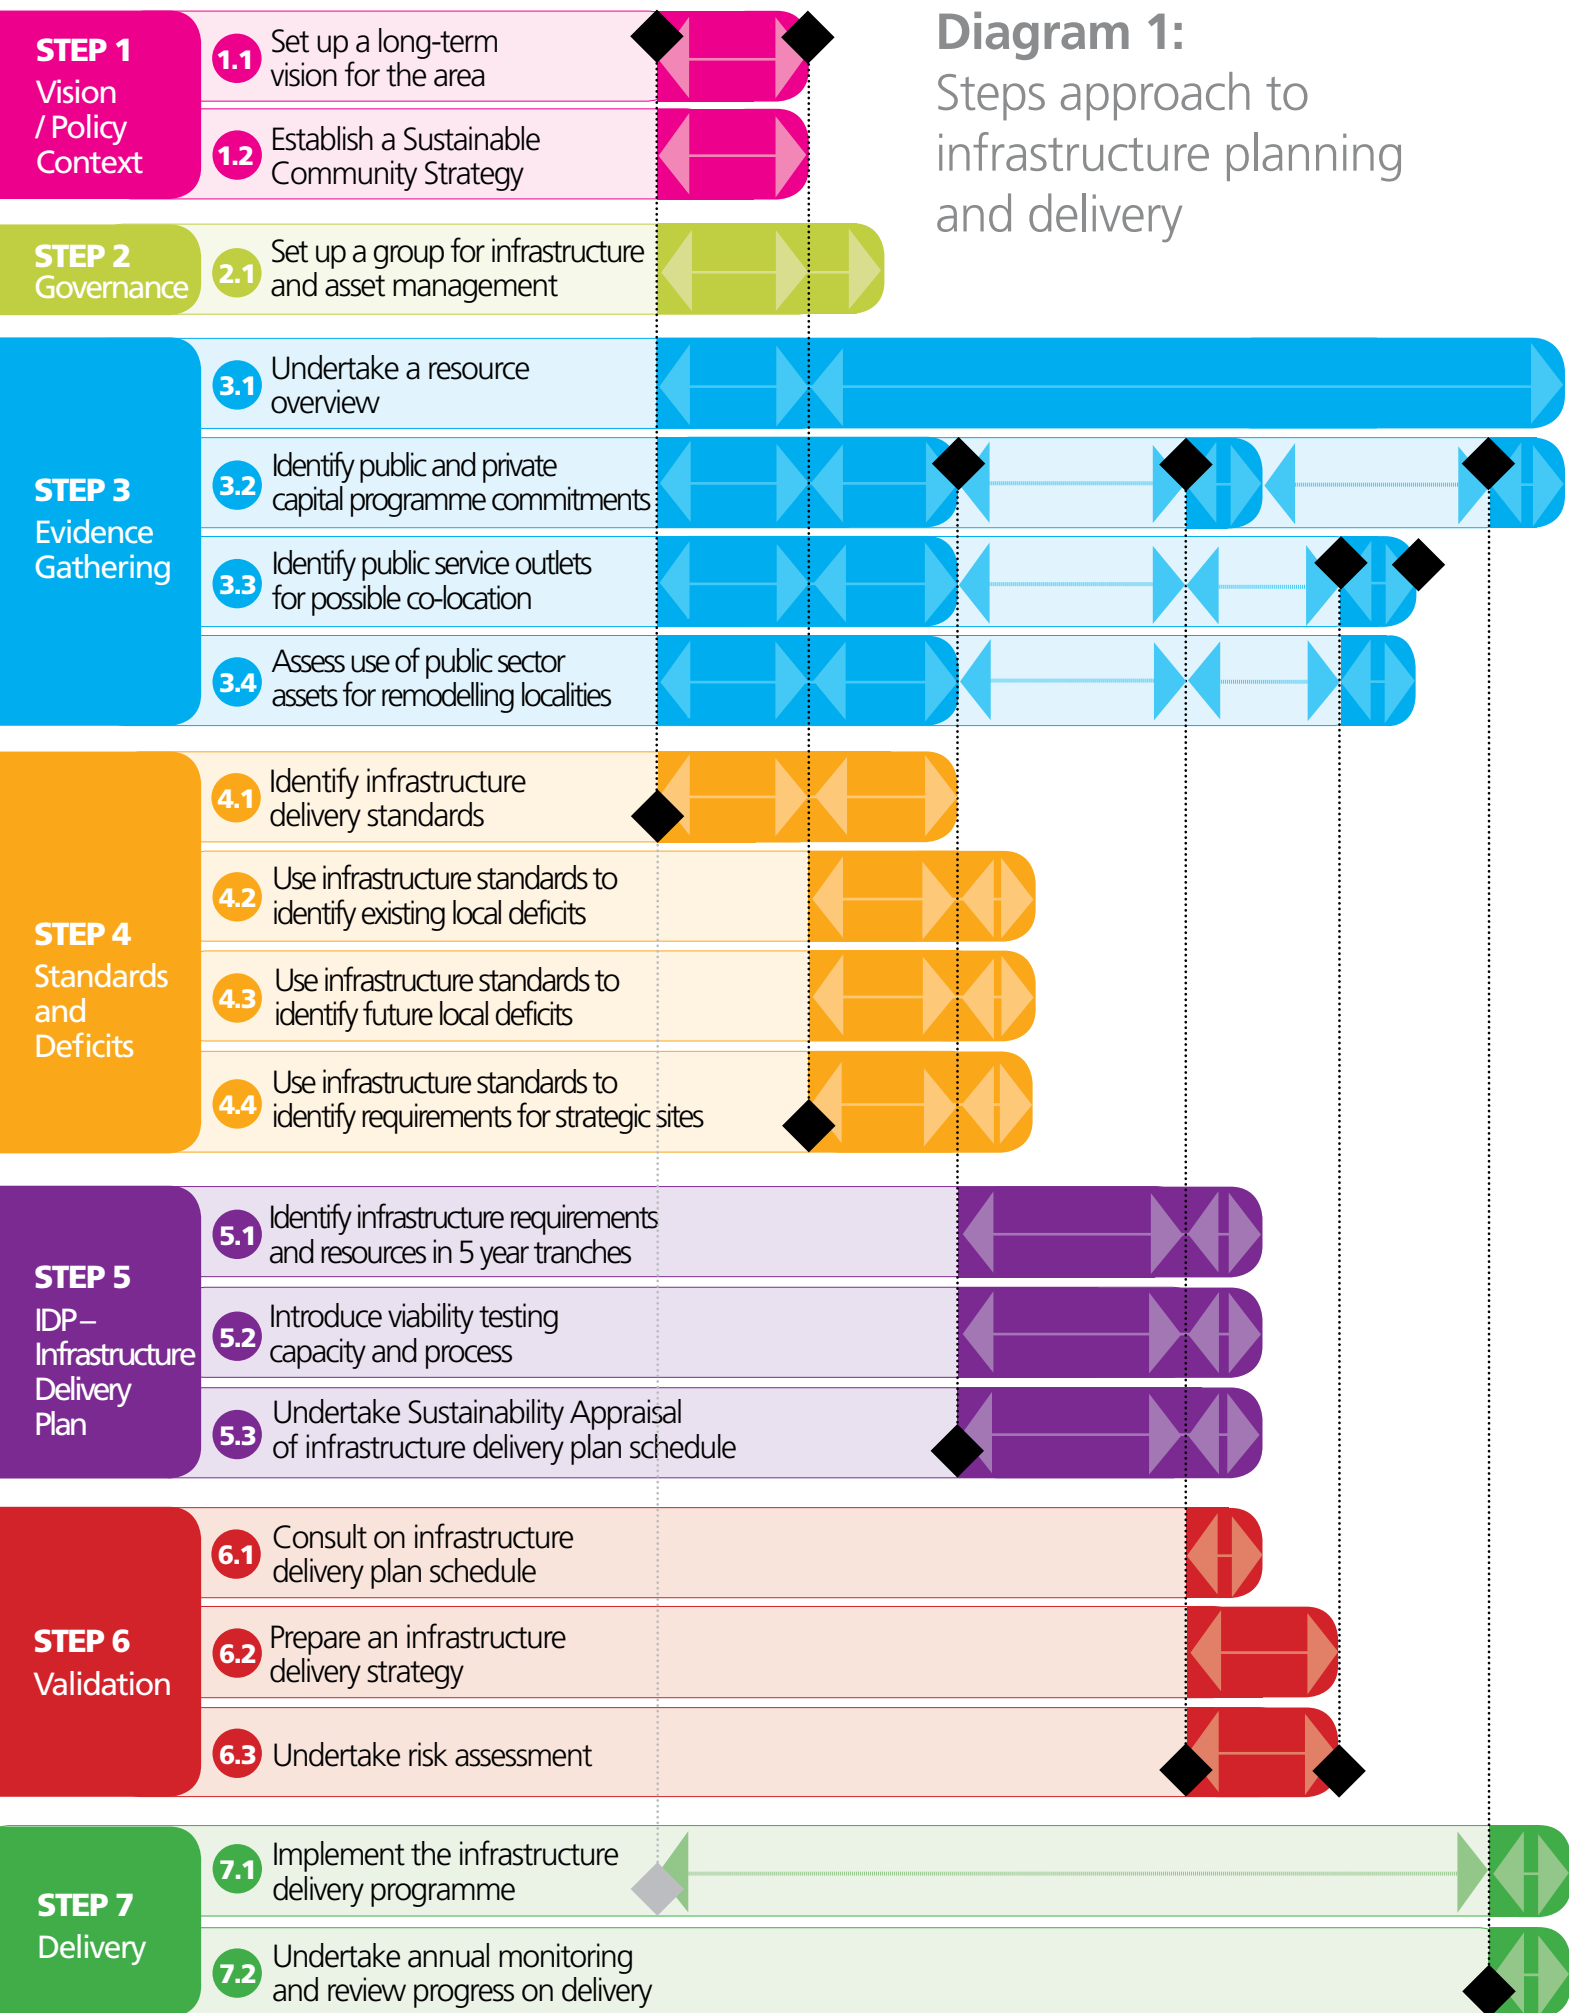 Diagram 1:
Steps approach to
infrastructure planning
and delivery
STEP 1
Vision
/ Policy
Context
1.1
Set up a long-term
vision for the area
1.2
Establish a Sustainable
Community Strategy
STEP 2
Governance
2.1
Set up a group for infrastructure
and asset management
STEP 3
Evidence
Gathering
3.1
Undertake a resource
overview
3.2
Identify public and private
capital programme commitments
3.3
Identify public service outlets
for possible co-location
3.4
Assess use of public sector
assets for remodelling localities
STEP 4
Standards
and
Deficits
4.1
Identify infrastructure
delivery standards
4.2
Use infrastructure standards to
identify existing local deficits
4.3
Use infrastructure standards to
identify future local deficits
4.4
Use infrastructure standards to
identify requirements for strategic sites
STEP 5
IDP –
Infrastructure
Delivery
Plan
5.1
Identify infrastructure requirements
and resources in 5 year tranches
5.2
Introduce viability testing
capacity and process
5.3
Undertake Sustainability Appraisal
of infrastructure delivery plan schedule
STEP 6
Validation
6.1
Consult on infrastructure
delivery plan schedule
6.2
Prepare an infrastructure
delivery strategy
6.3
Undertake risk assessment
STEP 7
Delivery
7.1
Implement the infrastructure
delivery programme
7.2
Undertake annual monitoring
and review progress on delivery